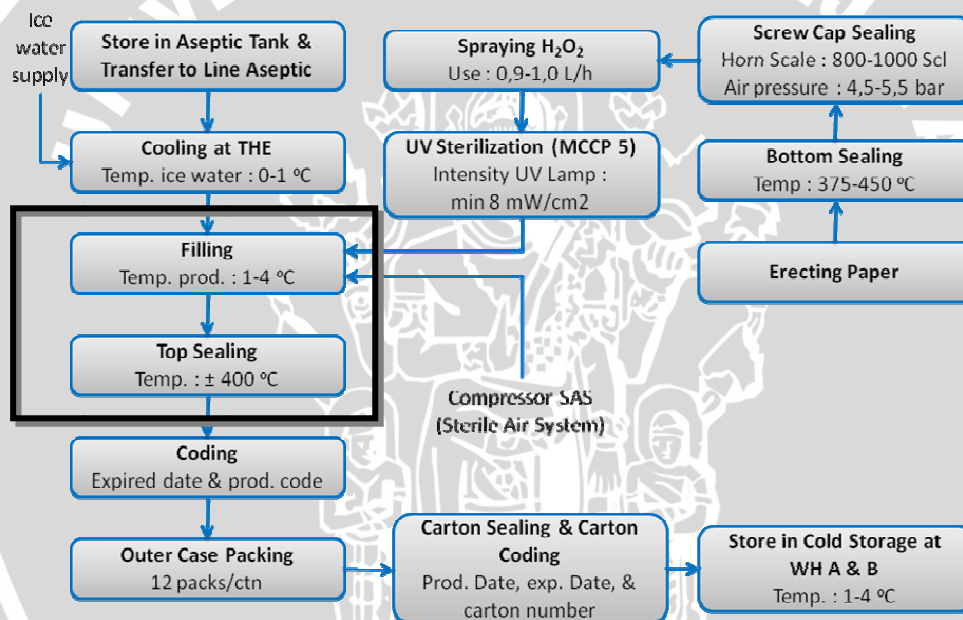 Ice
water
supply
Store in Aseptic Tank &
Transfer to Line Aseptic
Cooling at THE
Temp. ice water : 0-1 ºC
Filling
Temp. prod. : 1-4 ºC
Top Sealing
Temp. : ± 400 ºC
Coding
Expired date & prod. code
Outer Case Packing
12 packs/ctn
Spraying H₂O₂
Use : 0,9-1,0 L/h
UV Sterilization (MCCP 5)
Intensity UV Lamp :
min 8 mW/cm2
Compressor SAS
(Sterile Air System)
Carton Sealing & Carton
Coding
Prod. Date, exp. Date, &
carton number
Screw Cap Sealing
Horn Scale : 800-1000 Scl
Air pressure : 4,5-5,5 bar
Bottom Sealing
Temp : 375-450 ºC
Erecting Paper
Store in Cold Storage at
WH A & B
Temp. : 1-4 ºC